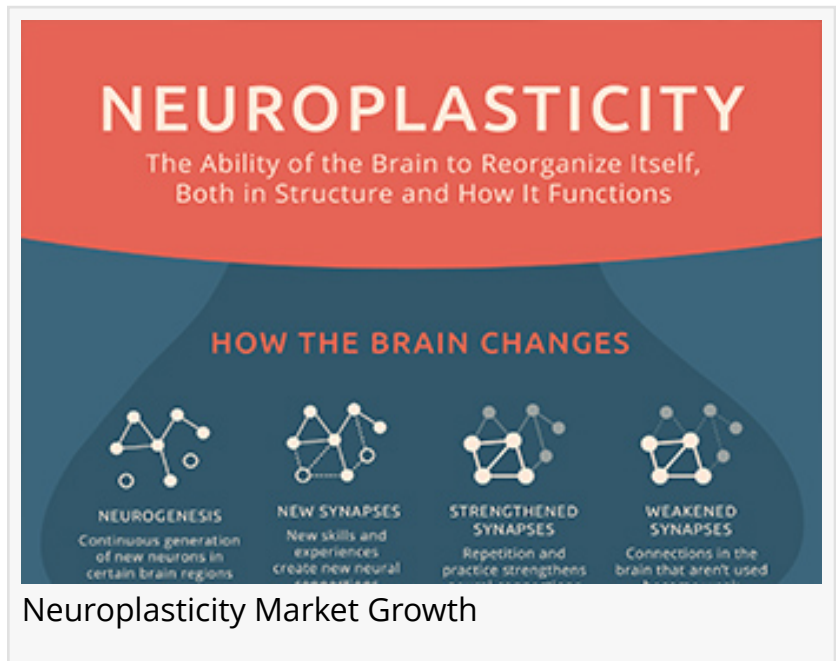 NEUROPLASTICITY
The Ability of the Brain to Reorganize Itself,
Both in Structure and How It Functions
HOW THE BRAIN CHANGES
NEUROGENESIS
Continuous generation
of new neurons in
certain brain regions
NEW SYNAPSES
New skills and
experiences
create new neural
STRENGTHENED
SYNAPSES
Repetition and
practice strengthens
WEAKENED
SYNAPSES
Connections in the
brain that aren't used
Neuroplasticity Market Growth